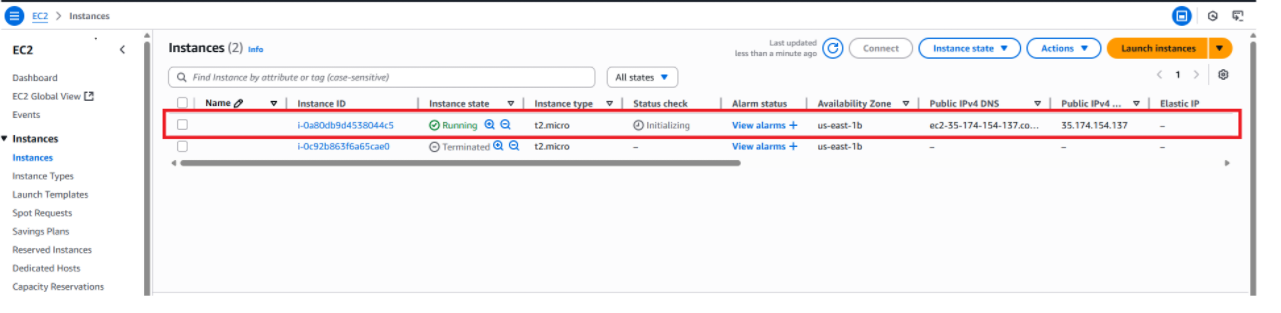 EC2 > Instances
EC2
Dashboard
EC2 Global View
Events
Instances
Instances
Instance Types
Launch Templates
Spot Requests
Savings Plans
Reserved Instances
Dedicated Hosts
Capacity Reservations
Instances (2) Info
Last updated
less than a minute ago
Connect
Instance state
Actions
Launch instances
Find Instance by attribute or tag (case-sensitive)
All states
1
Name Instance ID Instance state Instance type Status check Alarm status Availability Zone Public IPv4 DNS Public IPv4 ... Elastic IP
i-0a80db9d4538044c5 Running t2.micro Initializing View alarms + us-east-1b ec2-35-174-154-137.co... 35.174.154.137 –
i-0c92b863f6a65cae0 Terminated t2.micro – View alarms + us-east-1b – – –